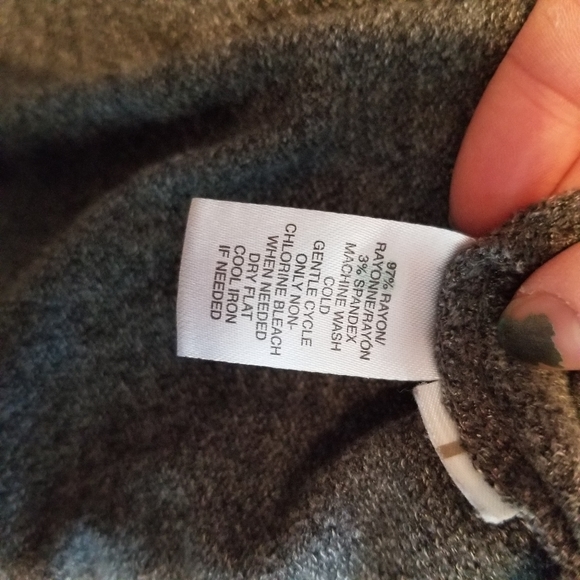 97% RAYON/
RAYONNE/RAYÓN
3% SPANDEX
MACHINE WASH
COLD
GENTLE CYCLE
ONLY NON-
CHLORINE BLEACH
WHEN NEEDED
DRY FLAT
COOL IRON
IF NEEDED